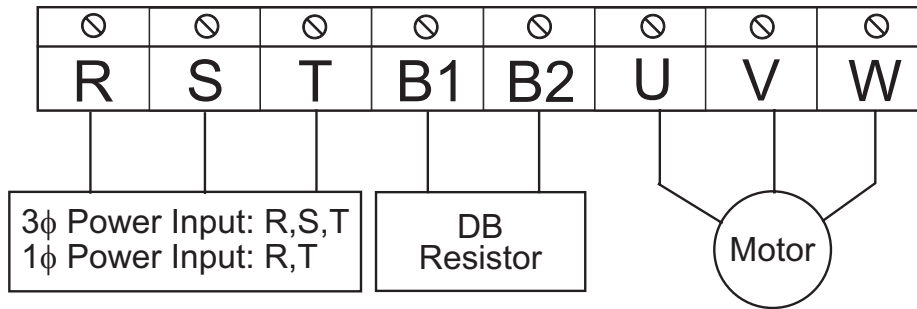 R S T B1 B2 U V W
3ϕ Power Input: R,S,T
1ϕ Power Input: R,T
DB
Resistor
Motor